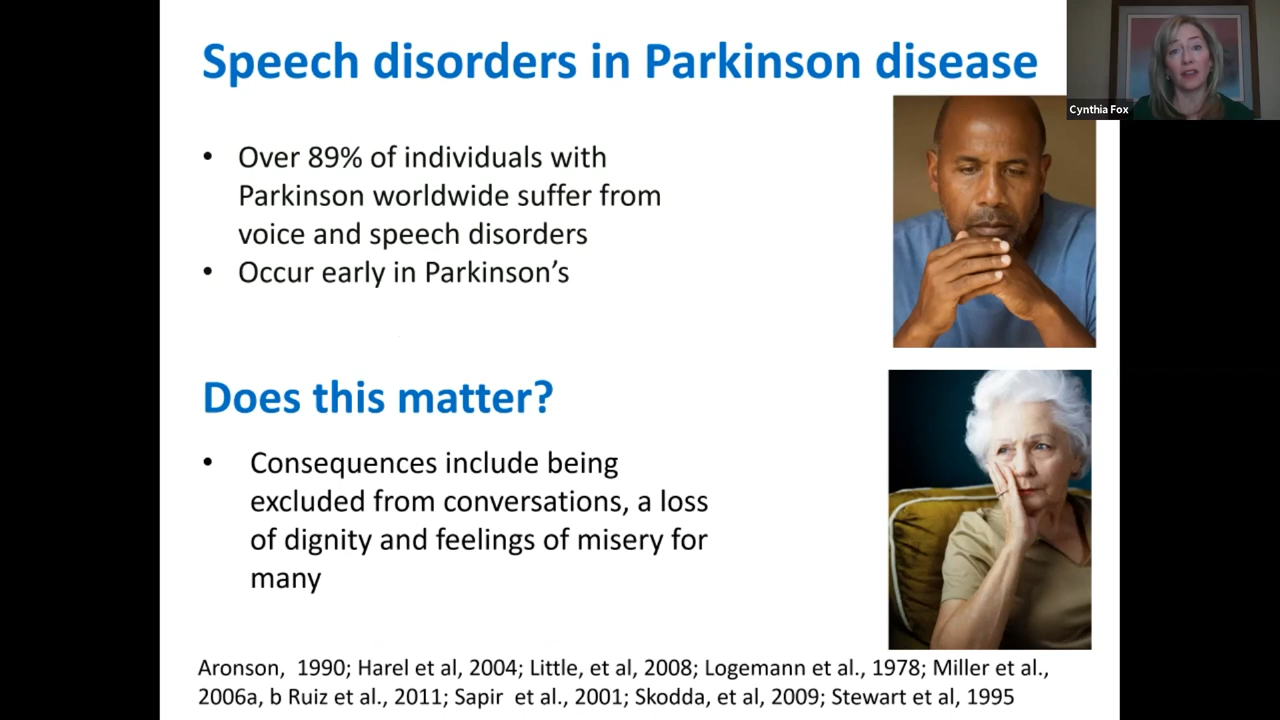 Speech disorders in Parkinson disease
Cynthia Fox
• Over 89% of individuals with
Parkinson worldwide suffer from
voice and speech disorders
• Occur early in Parkinson’s
Does this matter?
• Consequences include being
excluded from conversations, a loss
of dignity and feelings of misery for
many
Aronson, 1990; Harel et al, 2004; Little, et al, 2008; Logemann et al., 1978; Miller et al.,
2006a, b Ruiz et al., 2011; Sapir et al., 2001; Skodda, et al, 2009; Stewart et al, 1995